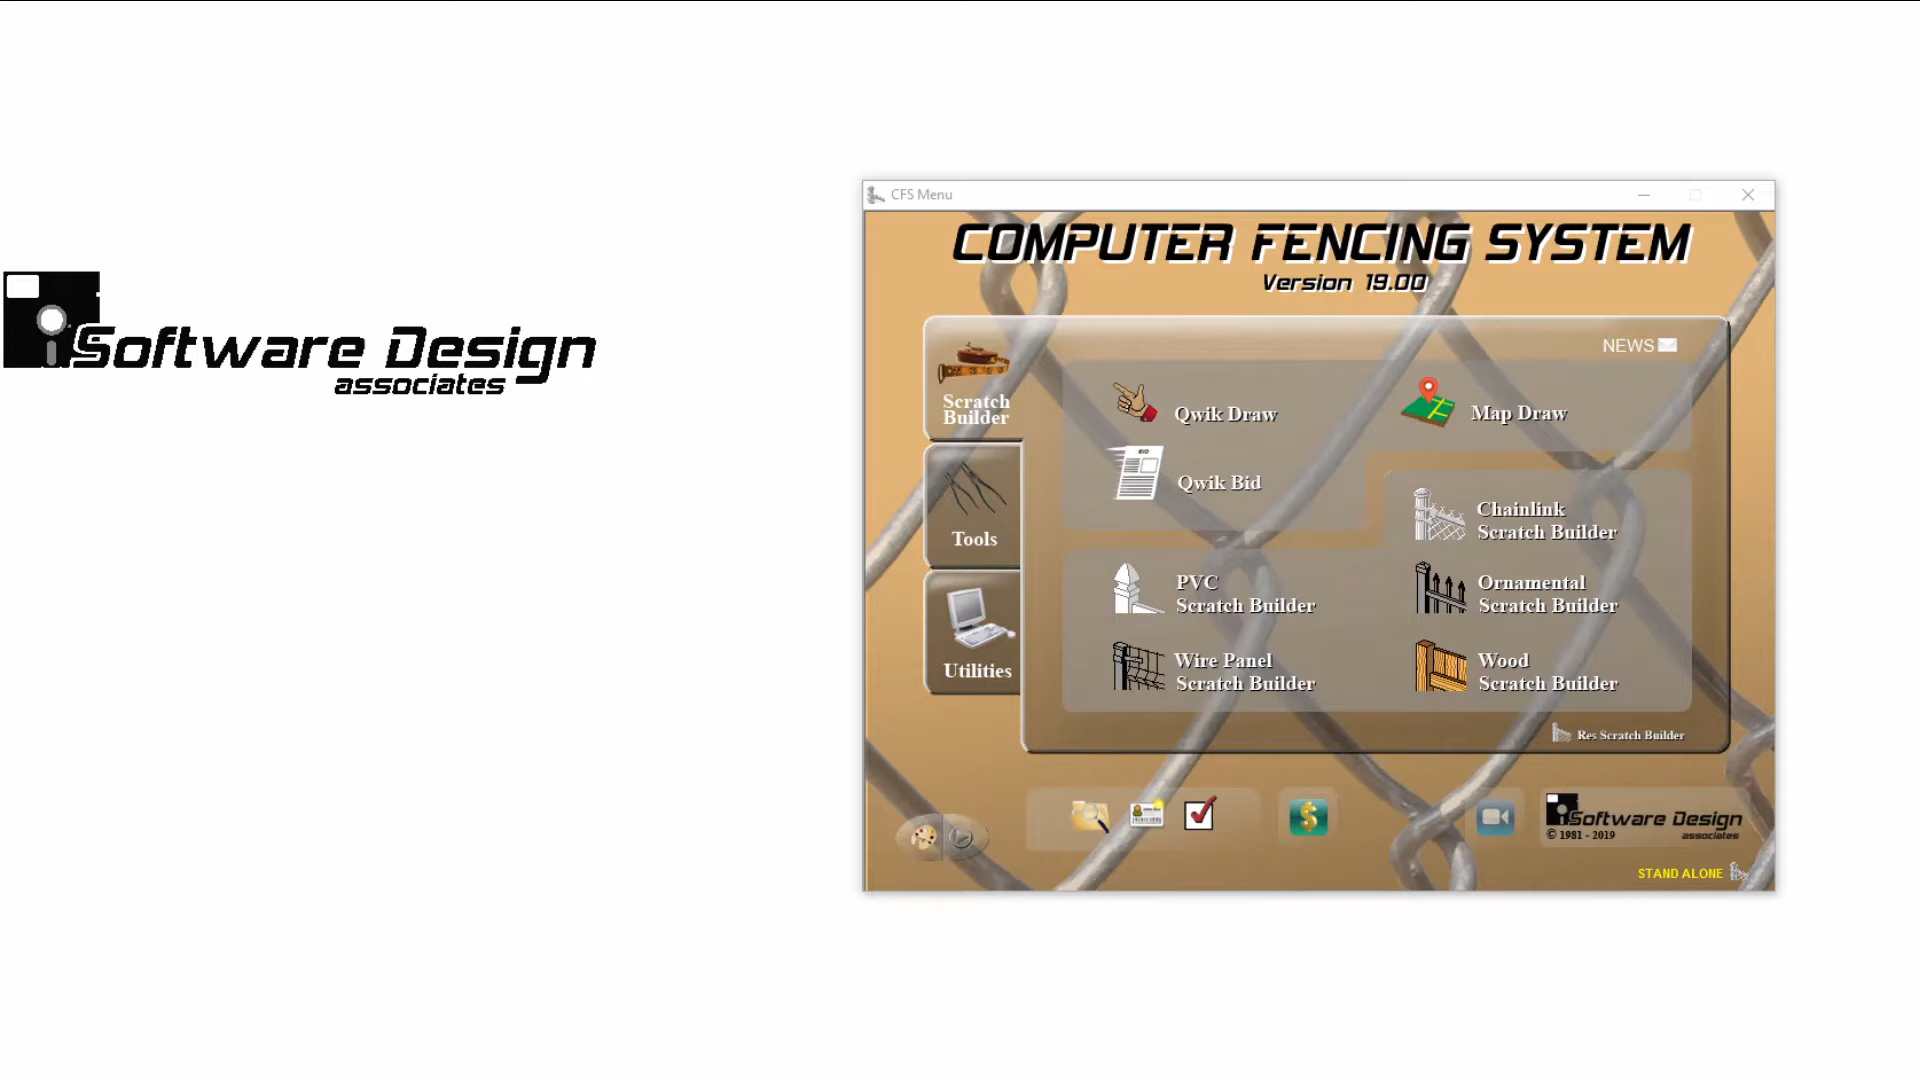 Software Design
associates
CFS Menu
COMPUTER FENCING SYSTEM
Version 19.00
NEWS
Scratch
Builder
Tools
Utilities
Qwik Draw
Map Draw
BID
Qwik Bid
Chainlink
Scratch Builder
PVC
Scratch Builder
Ornamental
Scratch Builder
Wire Panel
Scratch Builder
Wood
Scratch Builder
Res Scratch Builder
$
Software Design
associates
© 1981 - 2019
STAND ALONE